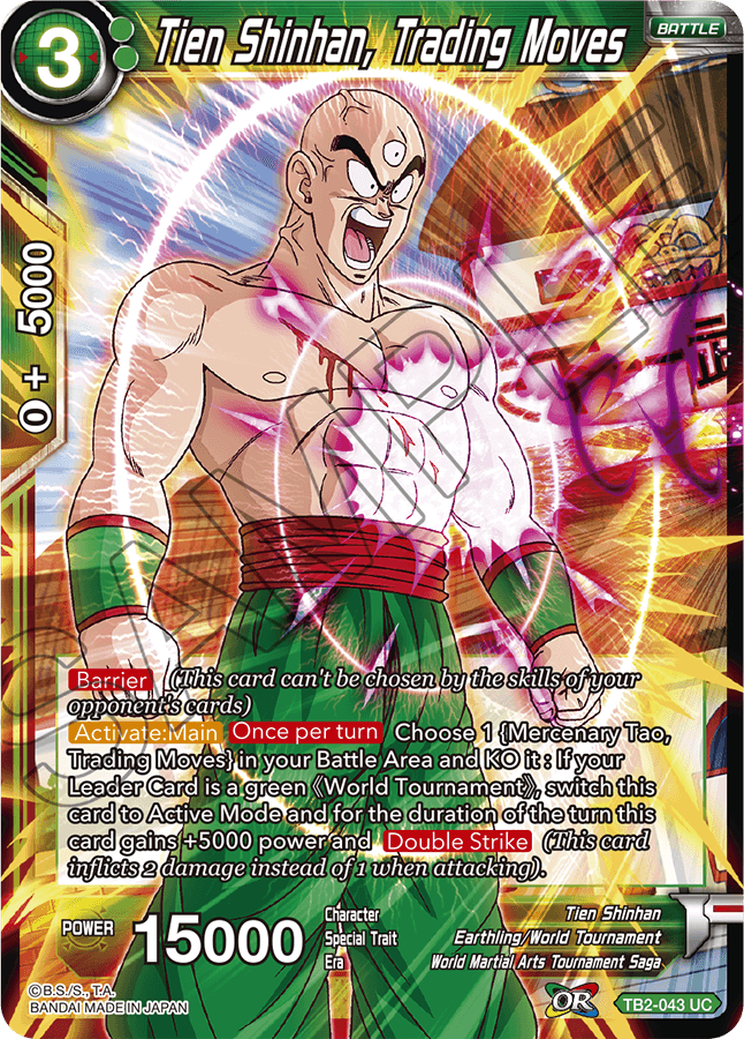 3
Tien Shinhan, Trading Moves
BATTLE
0 + 5000
SAMPLE
Barrier (This card can't be chosen by the skills of your
opponent's cards)
Activate:Main Once per turn Choose 1 {Mercenary Tao,
Trading Moves} in your Battle Area and KO it : If your
Leader Card is a green 《World Tournament》, switch this
card to Active Mode and for the duration of the turn this
card gains +5000 power and Double Strike (This card
inflicts 2 damage instead of 1 when attacking).
POWER 15000
Character Tien Shinhan
Special Trait Earthling/World Tournament
Era World Martial Arts Tournament Saga
©B.S./S., T.A.
BANDAI MADE IN JAPAN
OR
TB2-043 UC